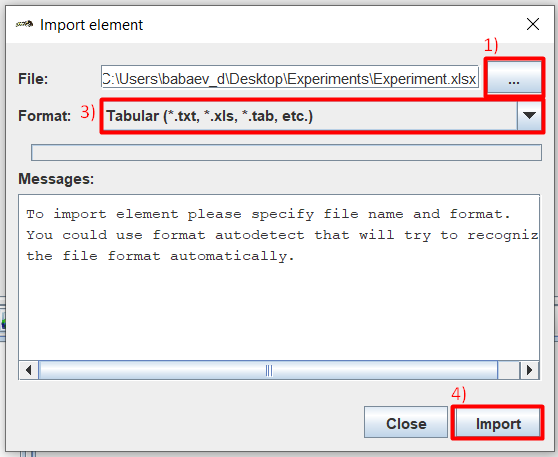 Import element
1)
File:
C:\Users\babaev_d\Desktop\Experiments\Experiment.xlsx
...
Format:
3)
Tabular (*.txt, *.xls, *.tab, etc.)
Messages:
To import element please specify file name and format.
You could use format autodetect that will try to recogniz
the file format automatically.
4)
Close
Import